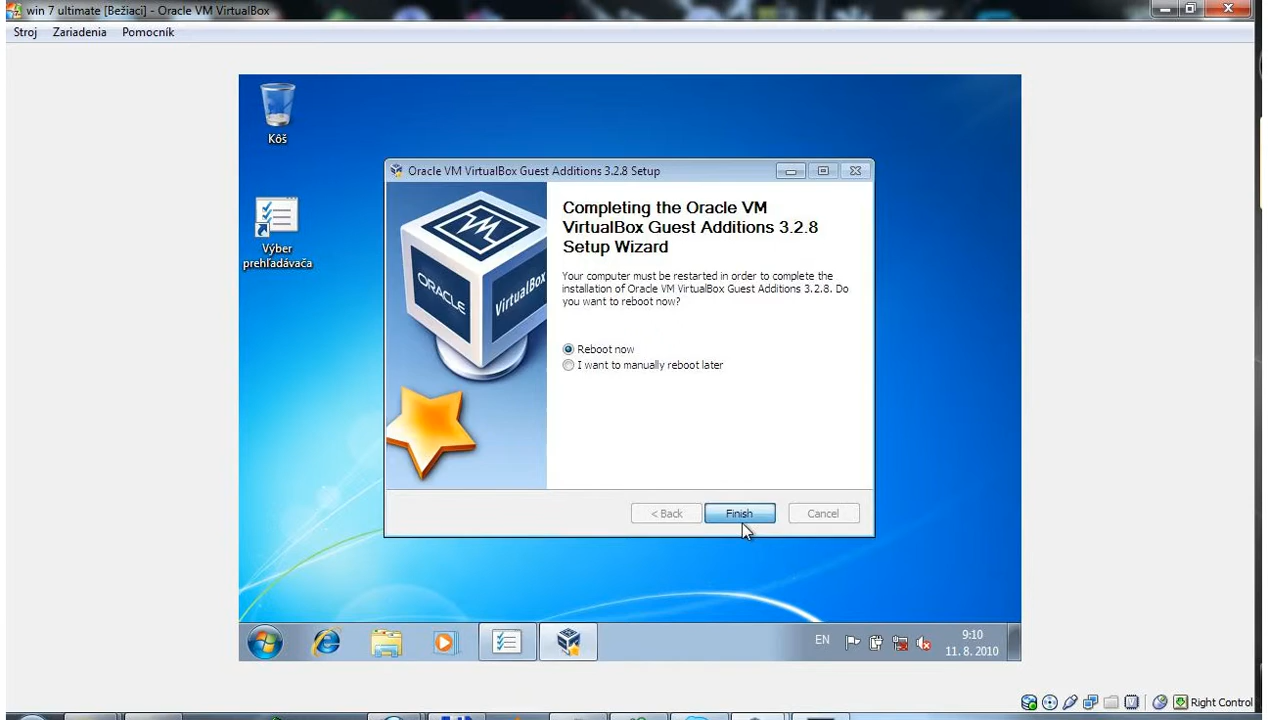 win 7 ultimate [Bežiaci] - Oracle VM VirtualBox
Stroj Zariadenia Pomocník
Kôš
Výber
prehľadávača
Oracle VM VirtualBox Guest Additions 3.2.8 Setup
Completing the Oracle VM
VirtualBox Guest Additions 3.2.8
Setup Wizard
Your computer must be restarted in order to complete the
installation of Oracle VM VirtualBox Guest Additions 3.2.8. Do
you want to reboot now?
ORACLE VirtualBox
Reboot now
I want to manually reboot later
< Back Finish Cancel
EN
9:10
11. 8. 2010
Right Control